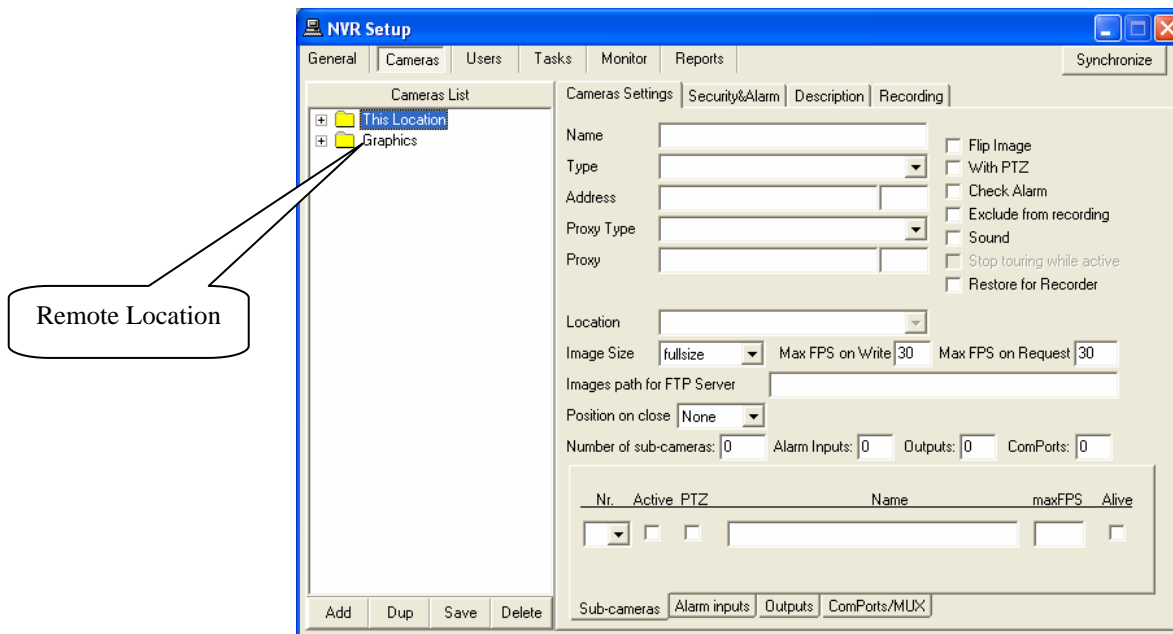 NVR Setup
General Cameras Users Tasks Monitor Reports Synchronize
Cameras List
This Location
Graphics
Remote Location
Add Dup Save Delete
Cameras Settings Security&Alarm Description Recording
Name
Type
Address
Proxy Type
Proxy
Flip Image
With PTZ
Check Alarm
Exclude from recording
Sound
Stop touring while active
Restore for Recorder
Location
Image Size fullsize Max FPS on Write 30 Max FPS on Request 30
Images path for FTP Server
Position on close None
Number of sub-cameras: 0 Alarm Inputs: 0 Outputs: 0 ComPorts: 0
Nr. Active PTZ Name maxFPS Alive
Sub-cameras Alarm inputs Outputs ComPorts/MUX